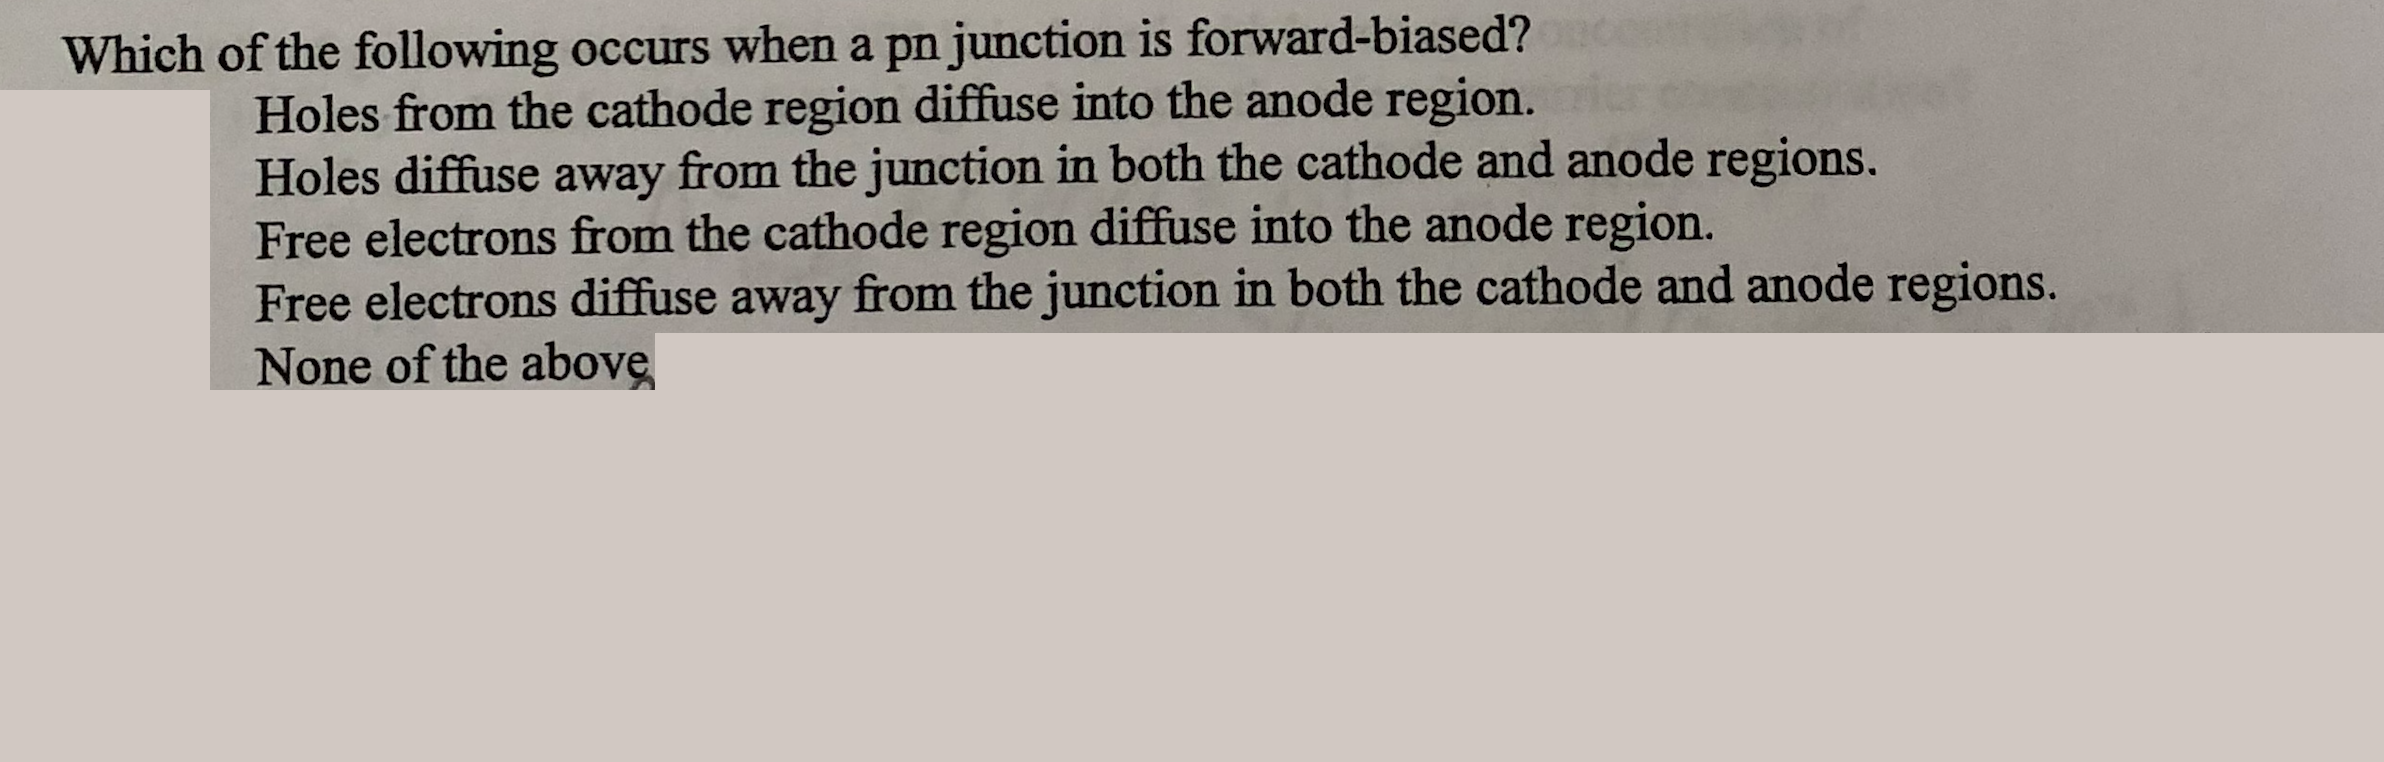 Which of the following occurs when a pn junction is forward-biased?
Holes from the cathode region diffuse into the anode region.
Holes diffuse away from the junction in both the cathode and anode regions.
Free electrons from the cathode region diffuse into the anode region.
Free electrons diffuse away from the junction in both the cathode and anode regions.
None of the above